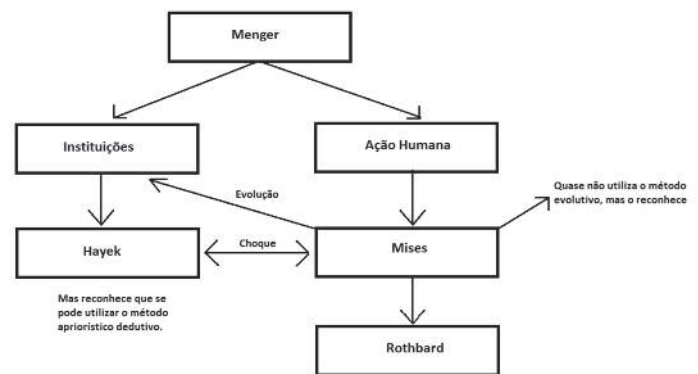 Menger
Instituições
Ação Humana
Evolução
Quase não utiliza o método
evolutivo, mas o reconhece
Hayek
Choque
Mises
Mas reconhece que se
pode utilizar o método
apriorístico dedutivo.
Rothbard